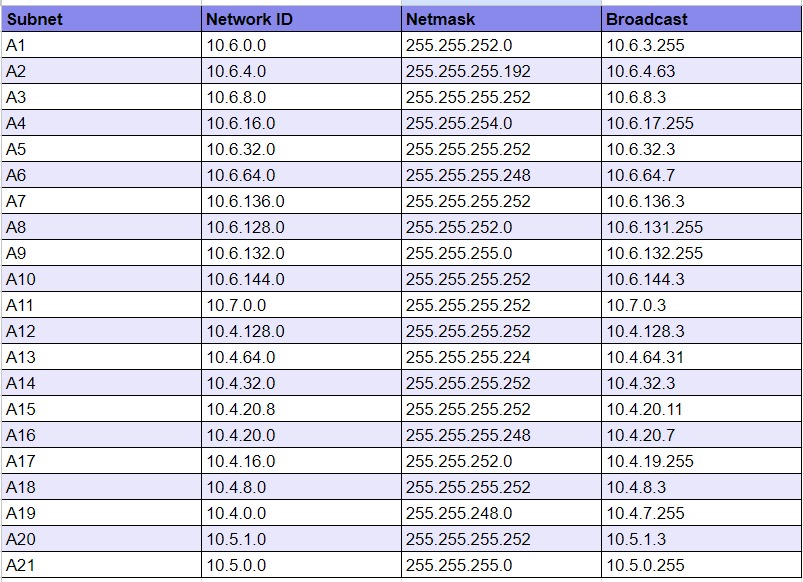 Subnet Network ID Netmask Broadcast
A1 10.6.0.0 255.255.252.0 10.6.3.255
A2 10.6.4.0 255.255.255.192 10.6.4.63
A3 10.6.8.0 255.255.255.252 10.6.8.3
A4 10.6.16.0 255.255.254.0 10.6.17.255
A5 10.6.32.0 255.255.255.252 10.6.32.3
A6 10.6.64.0 255.255.255.248 10.6.64.7
A7 10.6.136.0 255.255.255.252 10.6.136.3
A8 10.6.128.0 255.255.252.0 10.6.131.255
A9 10.6.132.0 255.255.255.0 10.6.132.255
A10 10.6.144.0 255.255.255.252 10.6.144.3
A11 10.7.0.0 255.255.255.252 10.7.0.3
A12 10.4.128.0 255.255.255.252 10.4.128.3
A13 10.4.64.0 255.255.255.224 10.4.64.31
A14 10.4.32.0 255.255.255.252 10.4.32.3
A15 10.4.20.8 255.255.255.252 10.4.20.11
A16 10.4.20.0 255.255.255.248 10.4.20.7
A17 10.4.16.0 255.255.252.0 10.4.19.255
A18 10.4.8.0 255.255.255.252 10.4.8.3
A19 10.4.0.0 255.255.248.0 10.4.7.255
A20 10.5.1.0 255.255.255.252 10.5.1.3
A21 10.5.0.0 255.255.255.0 10.5.0.255